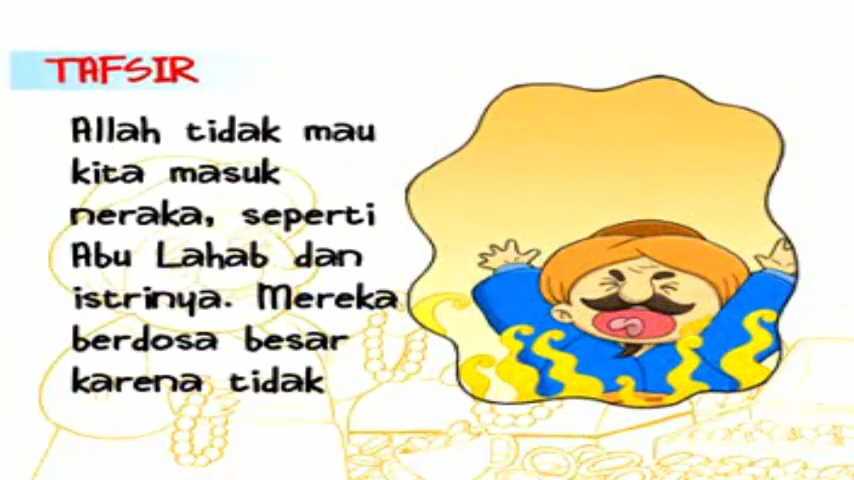 TAFSIR
Allah tidak mau
kita masuk
neraka, seperti
Abu Lahab dan
istrinya. Mereka
berdosa besar
karena tidak